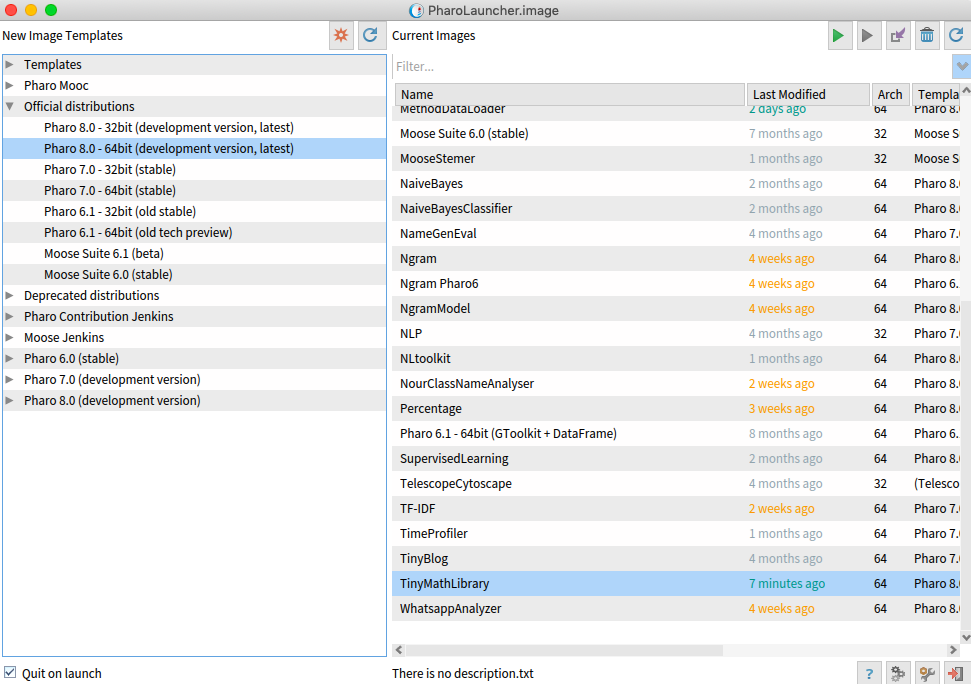 PharoLauncher.image
New Image Templates
Templates
Pharo Mooc
Official distributions
Pharo 8.0 - 32bit (development version, latest)
Pharo 8.0 - 64bit (development version, latest)
Pharo 7.0 - 32bit (stable)
Pharo 7.0 - 64bit (stable)
Pharo 6.1 - 32bit (old stable)
Pharo 6.1 - 64bit (old tech preview)
Moose Suite 6.1 (beta)
Moose Suite 6.0 (stable)
Deprecated distributions
Pharo Contribution Jenkins
Moose Jenkins
Pharo 6.0 (stable)
Pharo 7.0 (development version)
Pharo 8.0 (development version)
Quit on launch
Current Images
Filter...
Name Last Modified Arch Templa
MethodDataLoader 2 days ago 64 Pharo 8.
Moose Suite 6.0 (stable) 7 months ago 32 Moose S
MooseStemer 1 months ago 32 Moose S
NaiveBayes 2 months ago 64 Pharo 8.
NaiveBayesClassifier 2 months ago 64 Pharo 8.
NameGenEval 4 months ago 64 Pharo 7.
Ngram 4 weeks ago 64 Pharo 8.
Ngram Pharo6 4 weeks ago 64 Pharo 6.
NgramModel 4 weeks ago 64 Pharo 8.
NLP 4 months ago 32 Pharo 7.
NLtoolkit 1 months ago 64 Pharo 8.
NourClassNameAnalyser 2 weeks ago 64 Pharo 8.
Percentage 3 weeks ago 64 Pharo 8.
Pharo 6.1 - 64bit (GToolkit + DataFrame) 8 months ago 64 Pharo 6.
SupervisedLearning 2 months ago 64 Pharo 8.
TelescopeCytoscape 4 months ago 32 (Telesco
TF-IDF 2 weeks ago 64 Pharo 7.
TimeProfiler 1 months ago 64 Pharo 7.
TinyBlog 4 months ago 64 Pharo 7.
TinyMathLibrary 7 minutes ago 64 Pharo 8.
WhatsappAnalyzer 4 weeks ago 64 Pharo 8.
There is no description.txt
?